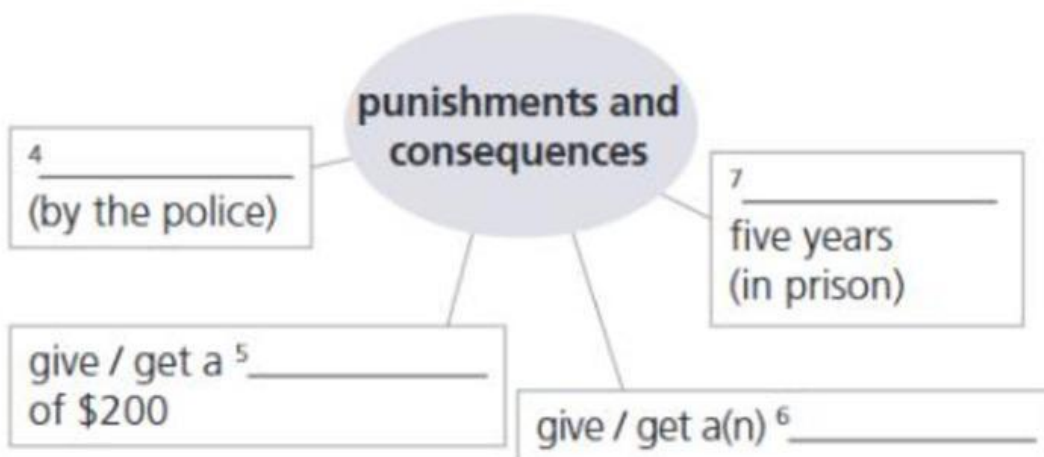 punishments and
consequences
4
(by the police)
give / get a 5
of $200
give / get a(n) 6
7
five years
(in prison)